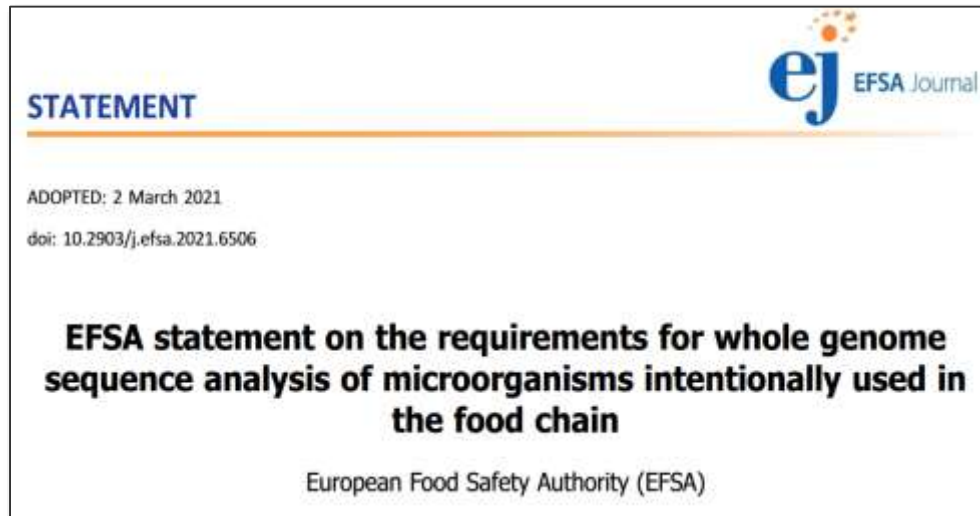 ej EFSA Journal
STATEMENT
ADOPTED: 2 March 2021
doi: 10.2903/j.efsa.2021.6506
EFSA statement on the requirements for whole genome
sequence analysis of microorganisms intentionally used in
the food chain
European Food Safety Authority (EFSA)